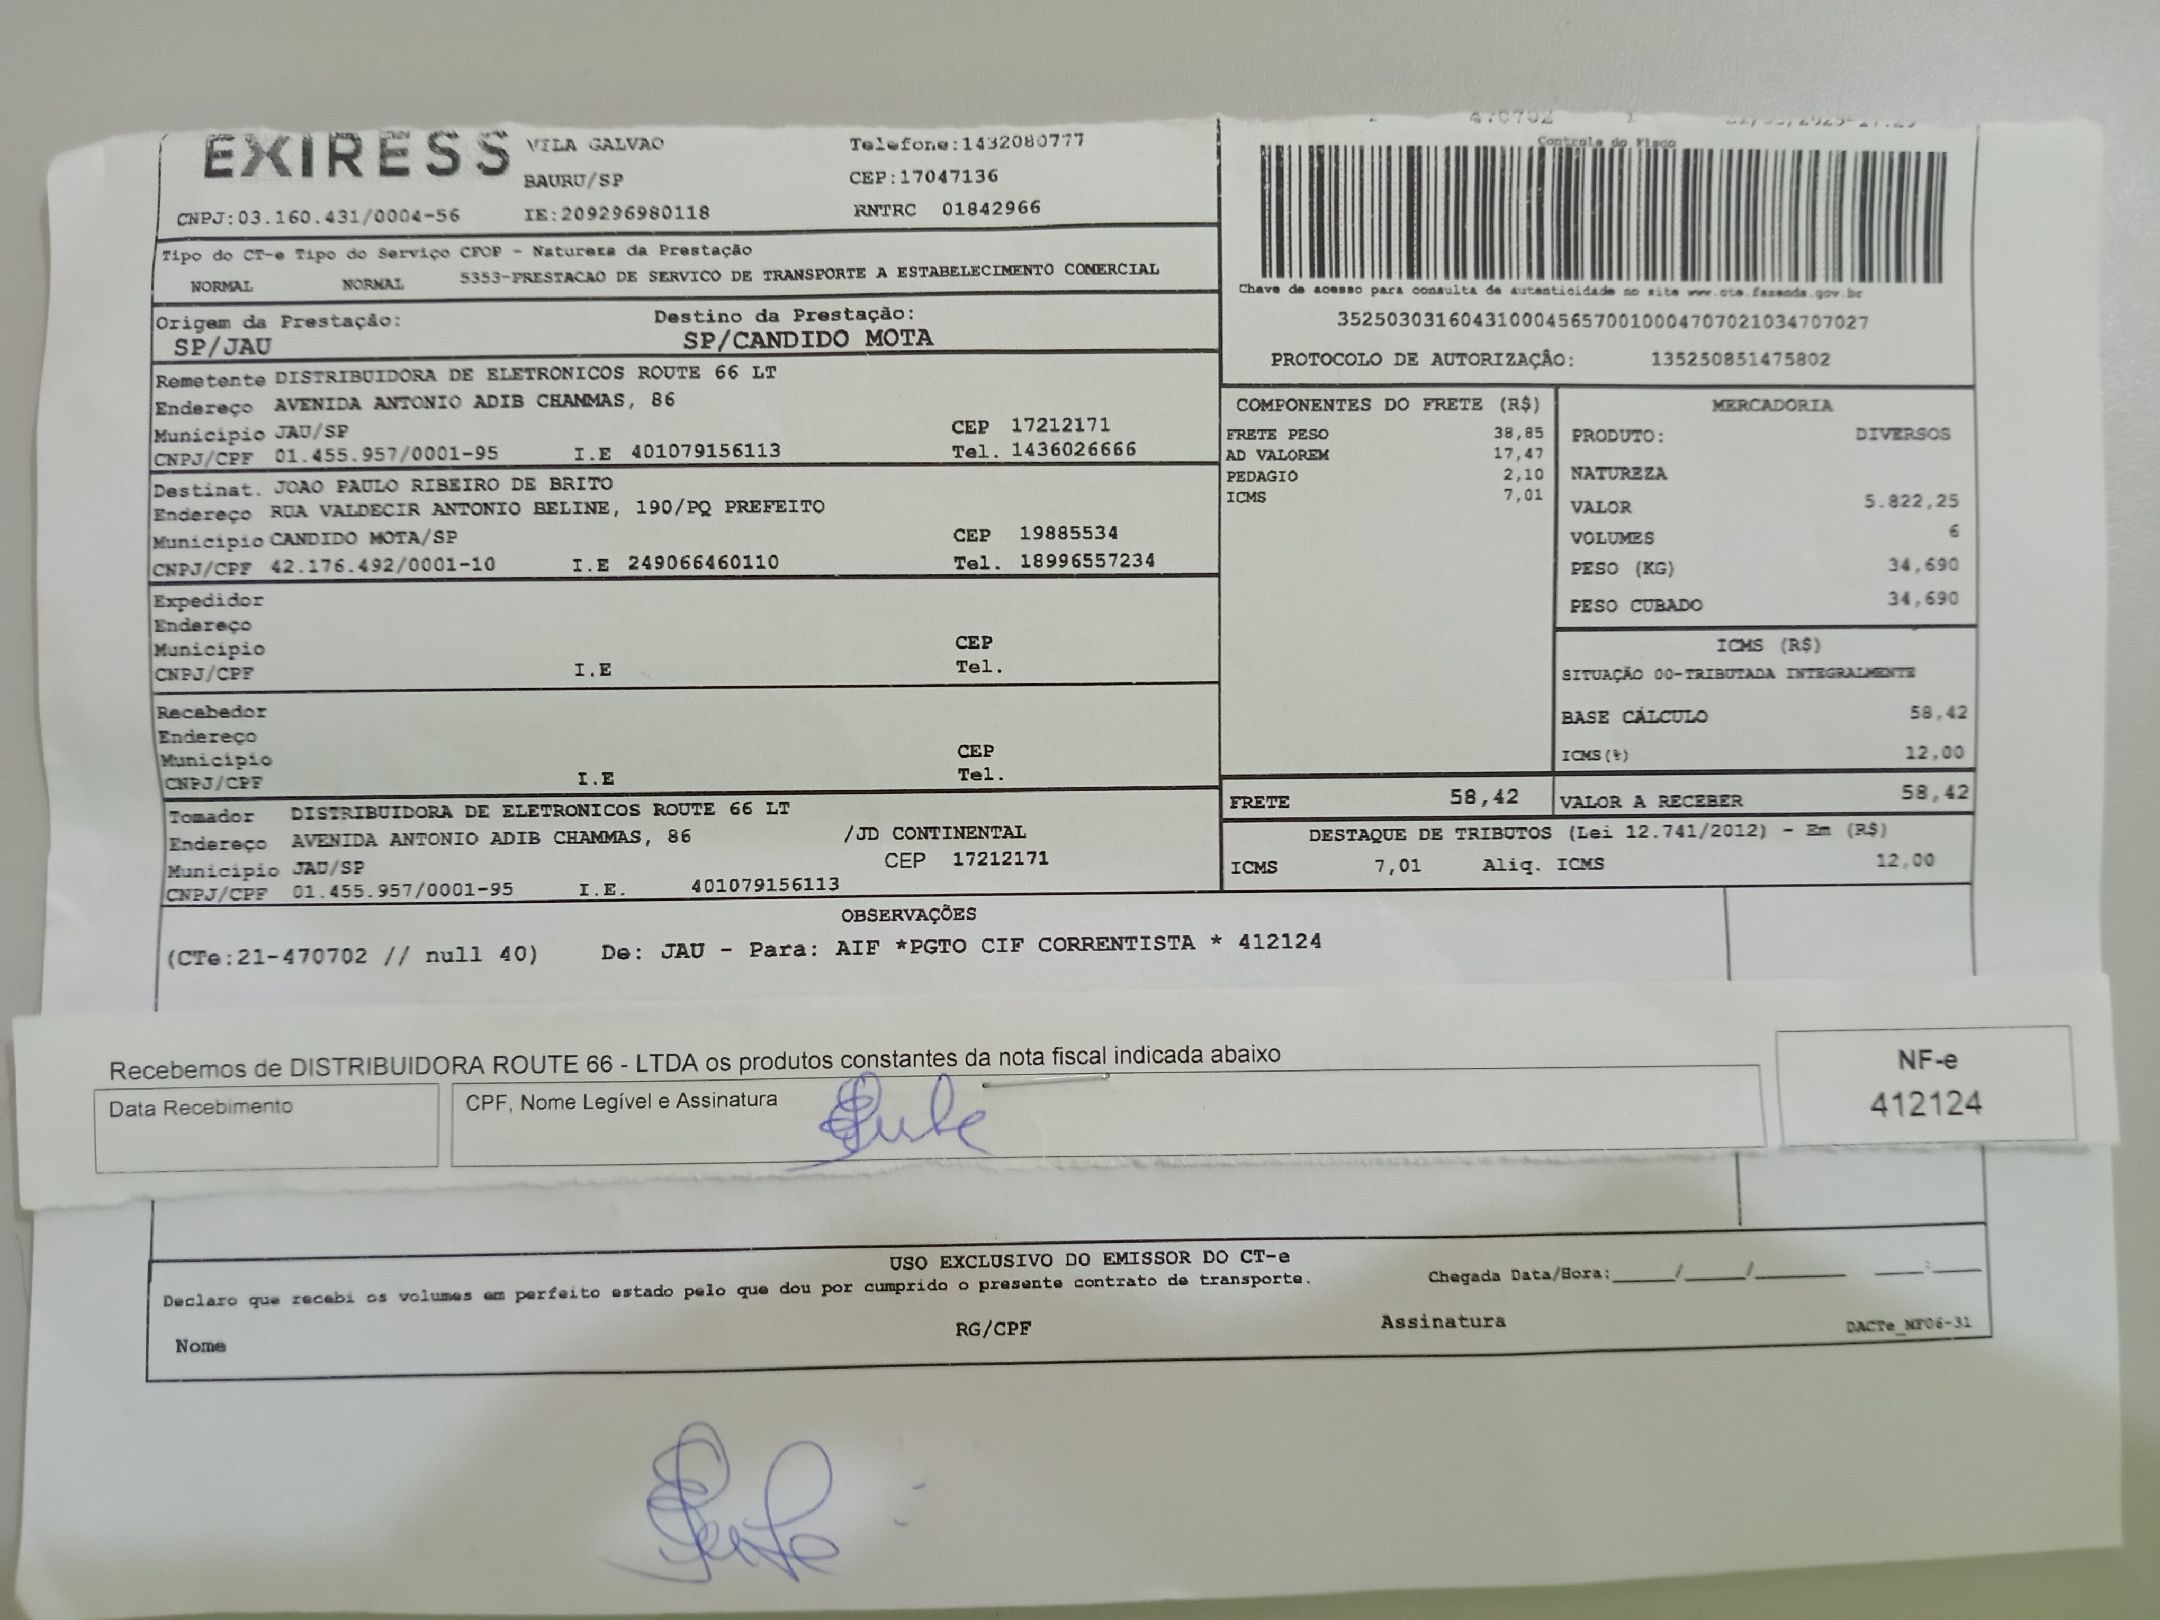 EXIRESS VILA GALVAO Telefone:1432080777
BAURU/SP CEP:17047136
CNPJ:03.160.431/0004-56 IE:209296980118 RNTRC 01842966
Tipo do CT-e Tipo do Serviço CFOP - Natureza da Prestação
NORMAL NORMAL 5353-PRESTACAO DE SERVICO DE TRANSPORTE A ESTABELECIMENTO COMERCIAL
Origem da Prestação: Destino da Prestação:
SP/JAU SP/CANDIDO MOTA
Remetente DISTRIBUIDORA DE ELETRONICOS ROUTE 66 LT
Endereço AVENIDA ANTONIO ADIB CHAMMAS, 86
Município JAU/SP CEP 17212171
CNPJ/CPF 01.455.957/0001-95 I.E 401079156113 Tel. 1436026666
Destinat. JOAO PAULO RIBEIRO DE BRITO
Endereço RUA VALDECIR ANTONIO BELINE, 190/PQ PREFEITO
Município CANDIDO MOTA/SP CEP 19885534
CNPJ/CPF 42.176.492/0001-10 I.E 249066460110 Tel. 18996557234
Expedidor
Endereço
Município CEP
CNPJ/CPF I.E Tel.
Recebedor
Endereço
Município CEP
CNPJ/CPF I.E Tel.
Tomador DISTRIBUIDORA DE ELETRONICOS ROUTE 66 LT
Endereço AVENIDA ANTONIO ADIB CHAMMAS, 86 /JD CONTINENTAL
Município JAU/SP CEP 17212171
CNPJ/CPF 01.455.957/0001-95 I.E. 401079156113
470702
Controle do Fisco
Chave de acesso para consulta de autenticidade no site www.cte.fazenda.gov.br
35250303160431000456570010004707021034707027
PROTOCOLO DE AUTORIZAÇÃO: 135250851475802
COMPONENTES DO FRETE (R$)
FRETE PESO 38,85
AD VALOREM 17,47
PEDAGIO 2,10
ICMS 7,01
MERCADORIA
PRODUTO: DIVERSOS
NATUREZA
VALOR 5.822,25
VOLUMES 6
PESO (KG) 34,690
PESO CUBADO 34,690
ICMS (R$)
SITUAÇÃO 00-TRIBUTADA INTEGRALMENTE
BASE CÁLCULO 58,42
ICMS(%) 12,00
FRETE 58,42 VALOR A RECEBER 58,42
DESTAQUE DE TRIBUTOS (Lei 12.741/2012) - Em (R$)
ICMS 7,01 Aliq. ICMS 12,00
OBSERVAÇÕES
(CTe:21-470702 // null 40) De: JAU - Para: AIF *PGTO CIF CORRENTISTA * 412124
Recebemos de DISTRIBUIDORA ROUTE 66 - LTDA os produtos constantes da nota fiscal indicada abaixo
Data Recebimento CPF, Nome Legível e Assinatura
NF-e
412124
USO EXCLUSIVO DO EMISSOR DO CT-e
Declaro que recebi os volumes em perfeito estado pelo que dou por cumprido o presente contrato de transporte. Chegada Data/Hora:_____/_____/________ ____:____
Nome RG/CPF Assinatura DACTe_NF06-31